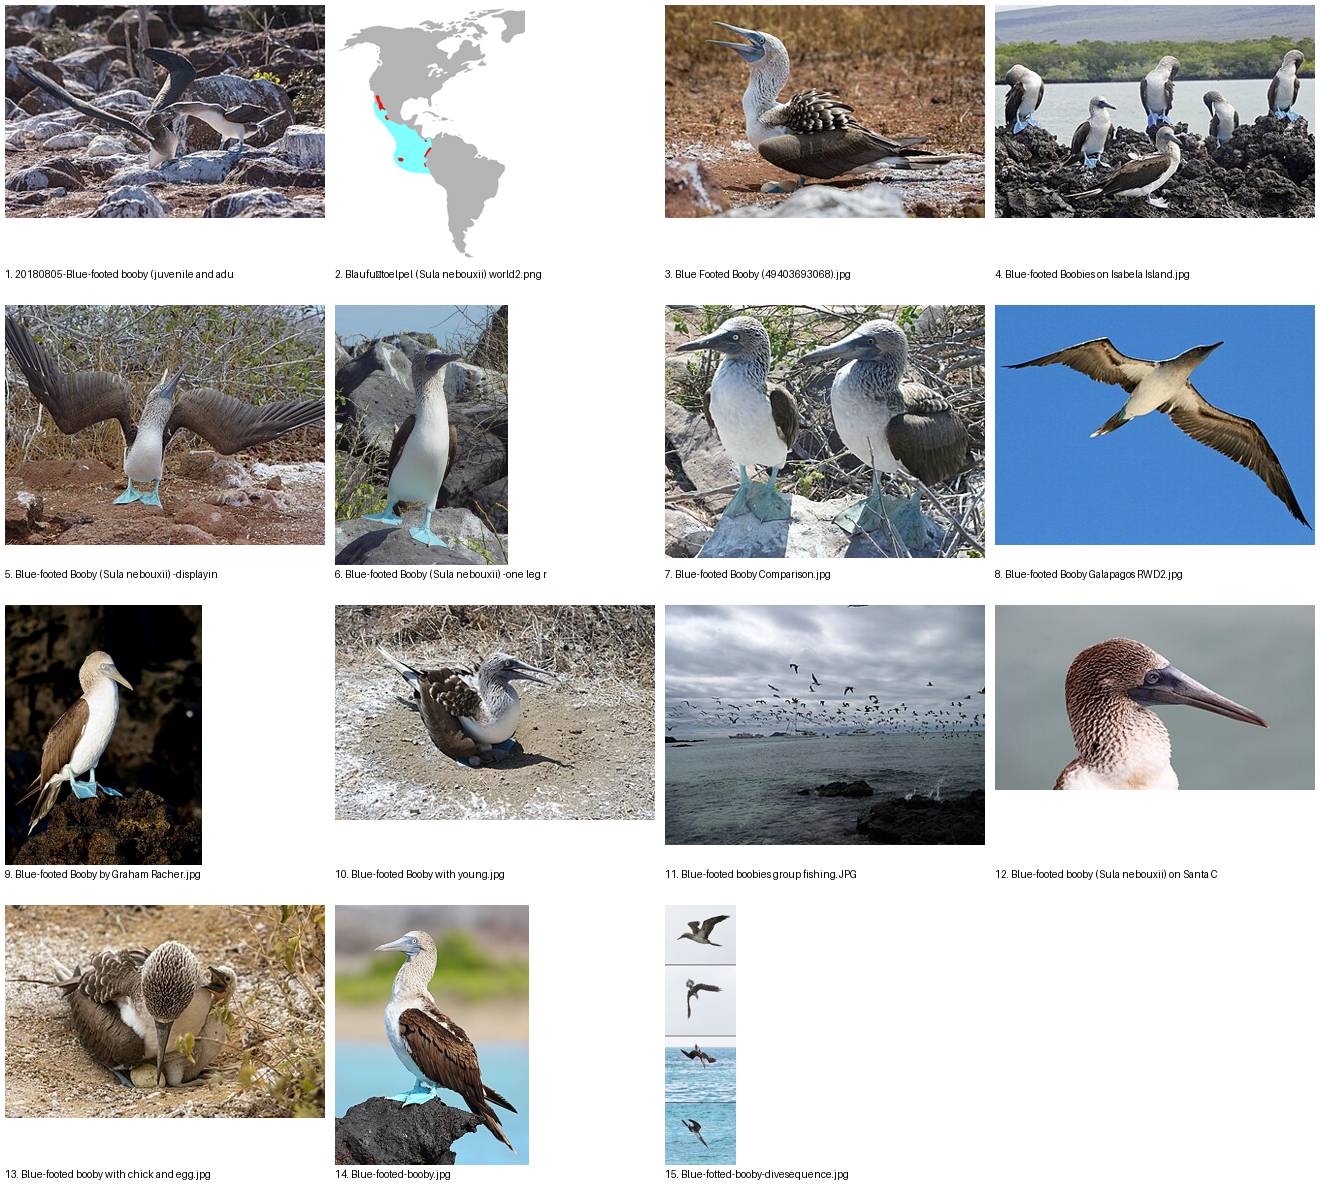 1. 20180805-Blue-footed booby (juvenile and adu
2. Blaufu□toelpel (Sula nebouxii) world2.png
3. Blue Footed Booby (49403693068).jpg
4. Blue-footed Boobies on Isabela Island.jpg
5. Blue-footed Booby (Sula nebouxii) -displayin
6. Blue-footed Booby (Sula nebouxii) -one leg r
7. Blue-footed Booby Comparison.jpg
8. Blue-footed Booby Galapagos RWD2.jpg
9. Blue-footed Booby by Graham Racher.jpg
10. Blue-footed Booby with young.jpg
11. Blue-footed boobies group fishing.JPG
12. Blue-footed booby (Sula nebouxii) on Santa C
13. Blue-footed booby with chick and egg.jpg
14. Blue-footed-booby.jpg
15. Blue-fotted-booby-divesequence.jpg